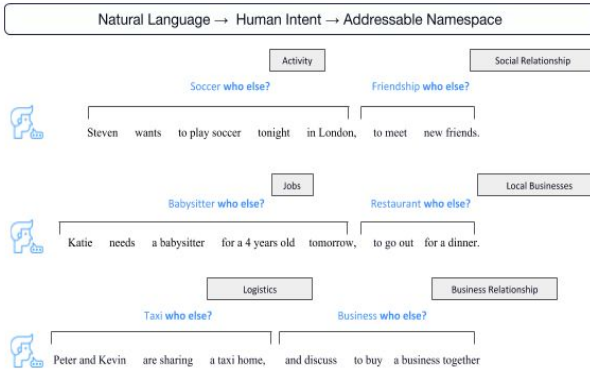 Natural Language → Human Intent → Addressable Namespace
Activity
Social Relationship
Soccer who else?
Friendship who else?
Steven wants to play soccer tonight in London, to meet new friends.
Jobs
Local Businesses
Babysitter who else?
Restaurant who else?
Katie needs a babysitter for a 4 years old tomorrow, to go out for a dinner.
Logistics
Business Relationship
Taxi who else?
Business who else?
Peter and Kevin are sharing a taxi home, and discuss to buy a business together